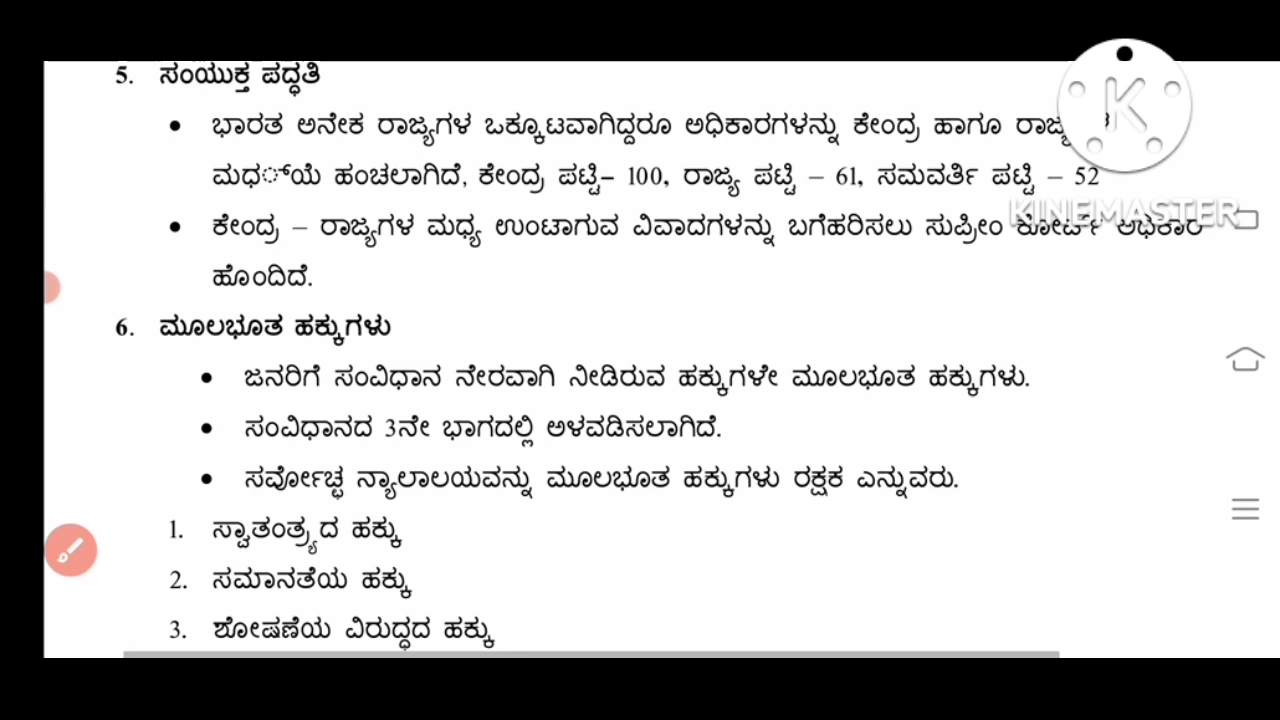 5. ಸಂಯುಕ್ತ ಪದ್ಧತಿ
• ಭಾರತ ಅನೇಕ ರಾಜ್ಯಗಳ ಒಕ್ಕೂಟವಾಗಿದ್ದರೂ ಅಧಿಕಾರಗಳನ್ನು ಕೇಂದ್ರ ಹಾಗೂ
ಮಧರ್‍ಯೆ ಹಂಚಲಾಗಿದೆ, ಕೇಂದ್ರ ಪಟ್ಟಿ– 100, ರಾಜ್ಯ ಪಟ್ಟಿ – 61, ಸಮವರ್ತಿ ಪಟ್ಟಿ – 52
KINEMASTER
• ಕೇಂದ್ರ – ರಾಜ್ಯಗಳ ಮಧ್ಯ ಉಂಟಾಗುವ ವಿವಾದಗಳನ್ನು ಬಗೆಹರಿಸಲು ಸುಪ್ರೀಂ ಕೋರ್ಟ್ ಅಧಿಕಾರ
ಹೊಂದಿದೆ.
6. ಮೂಲಭೂತ ಹಕ್ಕುಗಳು
• ಜನರಿಗೆ ಸಂವಿಧಾನ ನೇರವಾಗಿ ನೀಡಿರುವ ಹಕ್ಕುಗಳೇ ಮೂಲಭೂತ ಹಕ್ಕುಗಳು.
• ಸಂವಿಧಾನದ 3ನೇ ಭಾಗದಲ್ಲಿ ಅಳವಡಿಸಲಾಗಿದೆ.
• ಸರ್ವೋಚ್ಛ ನ್ಯಾಲಾಲಯವನ್ನು ಮೂಲಭೂತ ಹಕ್ಕುಗಳು ರಕ್ಷಕ ಎನ್ನುವರು.
1. ಸ್ವಾತಂತ್ರ್ಯದ ಹಕ್ಕು
2. ಸಮಾನತೆಯ ಹಕ್ಕು
3. ಶೋಷಣೆಯ ವಿರುದ್ಧದ ಹಕ್ಕು